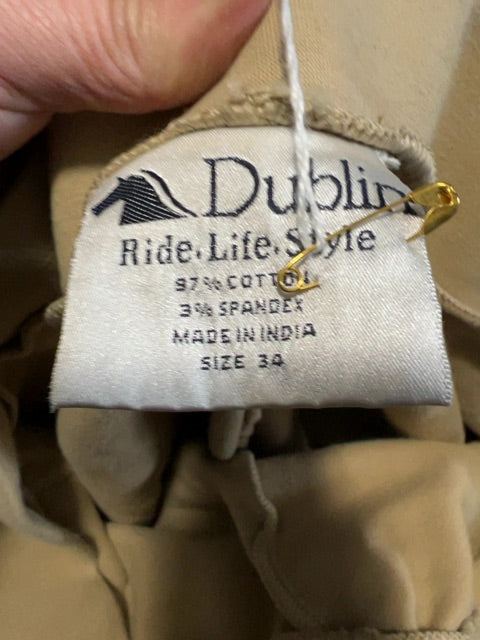 Dublin
Ride.Life.Style
97% COTTON
3% SPANDEX
MADE IN INDIA
SIZE 34